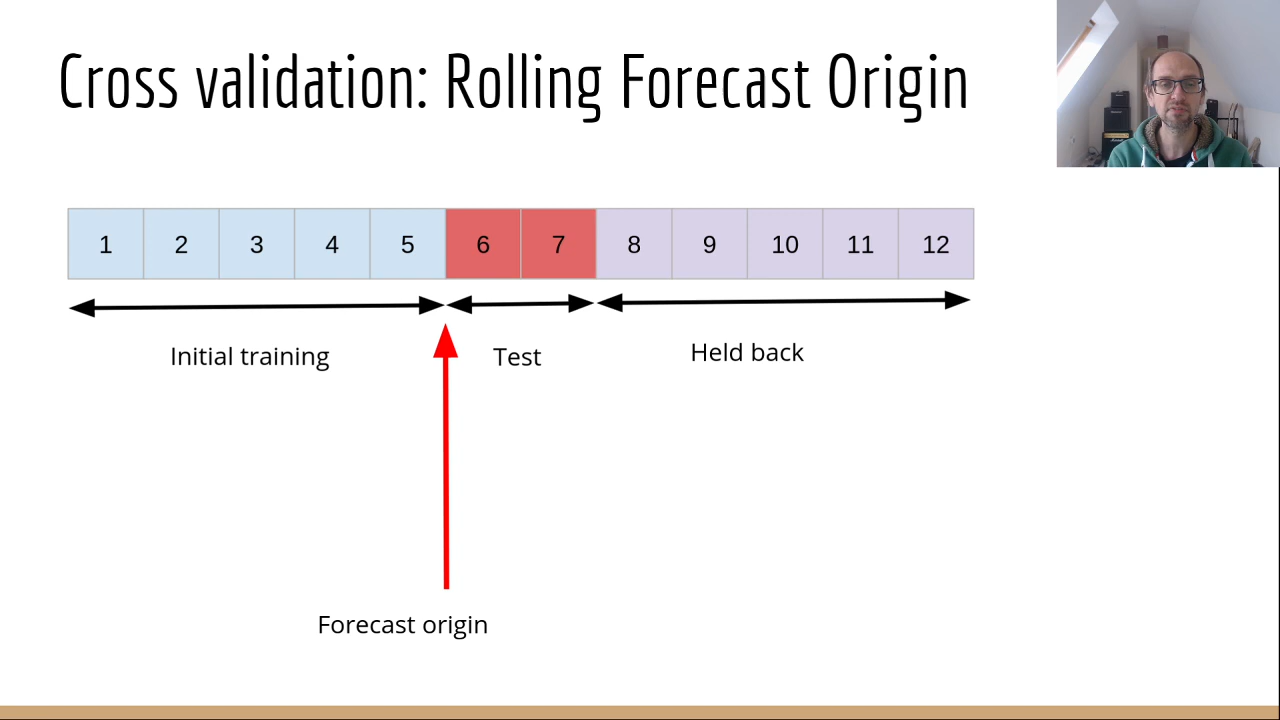 Cross validation: Rolling Forecast Origin
1 2 3 4 5 6 7 8 9 10 11 12
Initial training Test Held back
Forecast origin